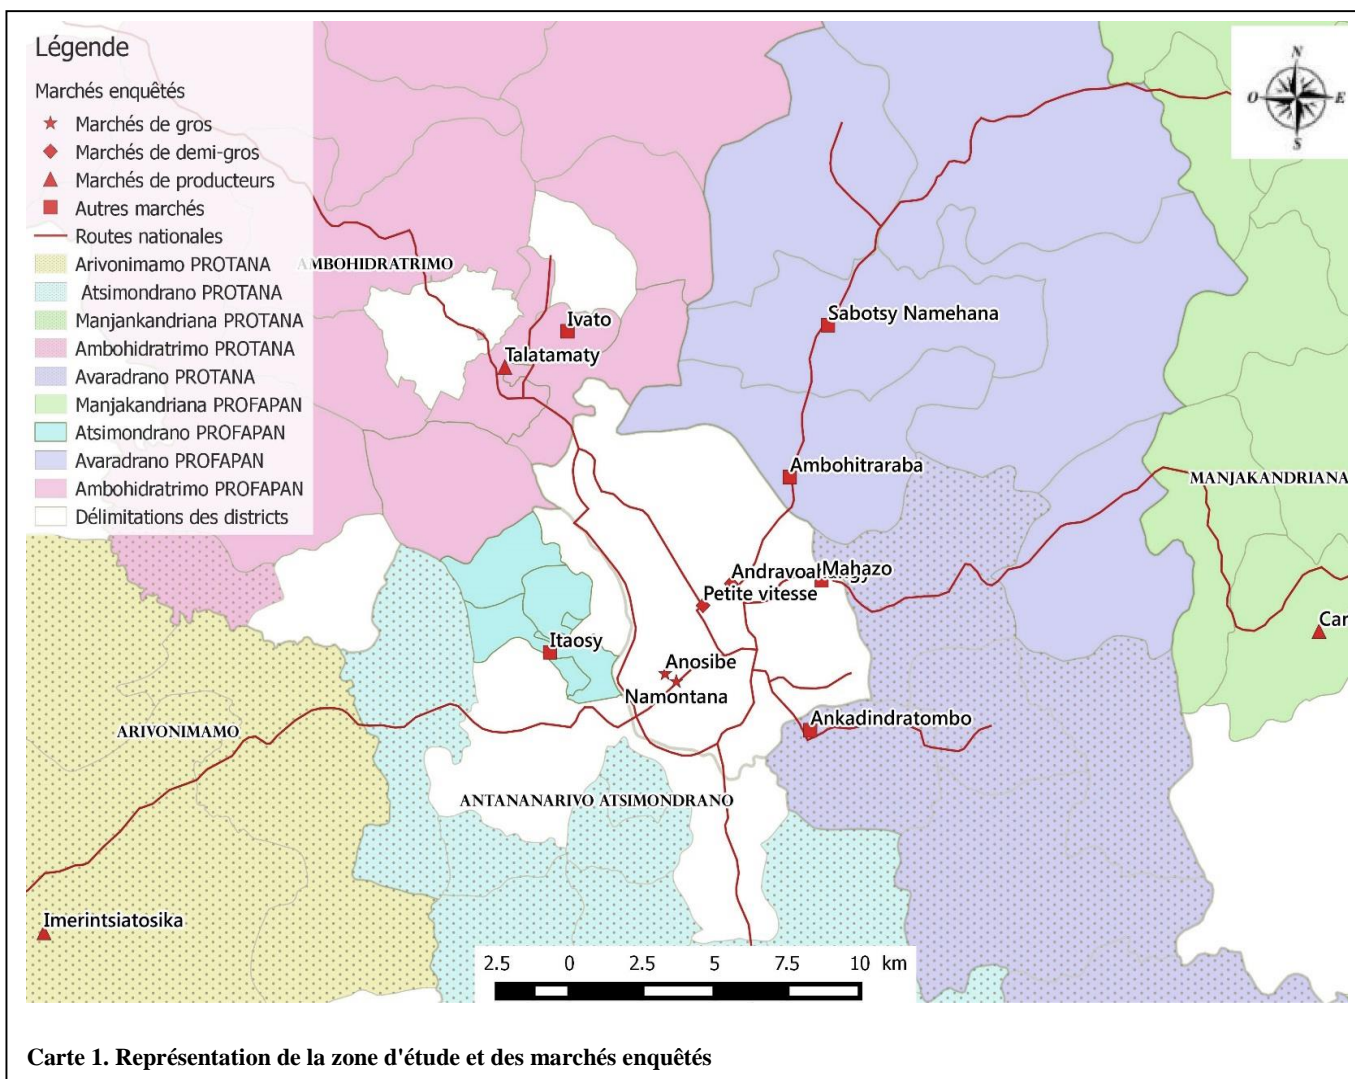 Légende
Marchés enquêtés
Marchés de gros
Marchés de demi-gros
Marchés de producteurs
Autres marchés
Routes nationales
Arivonimamo PROTANA
Atsimondrano PROTANA
Manjankandriana PROTANA
Ambohidratrimo PROTANA
Avaradrano PROTANA
Manjakandriana PROFAPAN
Atsimondrano PROFAPAN
Avaradrano PROFAPAN
Ambohidratrimo PROFAPAN
Délimitations des districts
N
O
E
S
AMBOHIDRATRIMO
Ivato
Talatamaty
Sabotsy Namehana
Ambohitraraba
MANJAKANDRIANA
Mahazo
Petite vitesse
Car
Itaosy
Anosibe
Namontana
Ankadindratombo
ARIVONIMAMO
ANTANANARIVO ATSIMONDRANO
Imerintsiatosika
2.5 0 2.5 5 7.5 10 km
Carte 1. Représentation de la zone d'étude et des marchés enquêtés